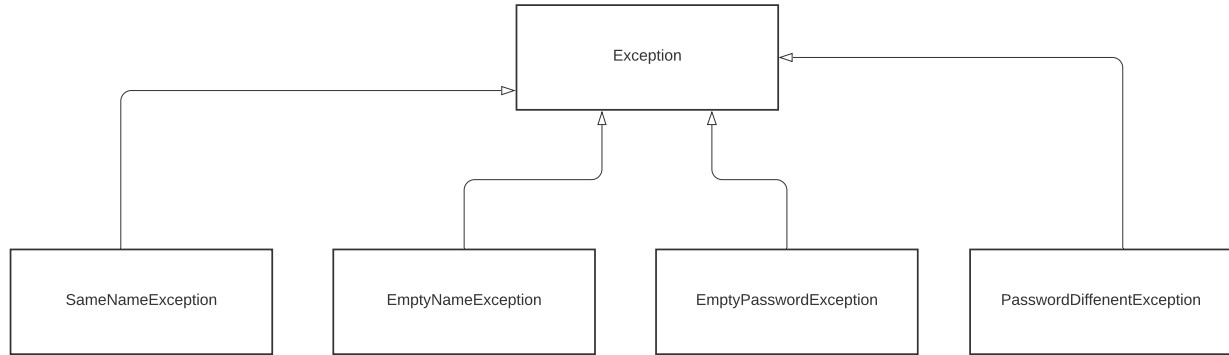 Exception
SameNameException
EmptyNameException
EmptyPasswordException
PasswordDiffenentException